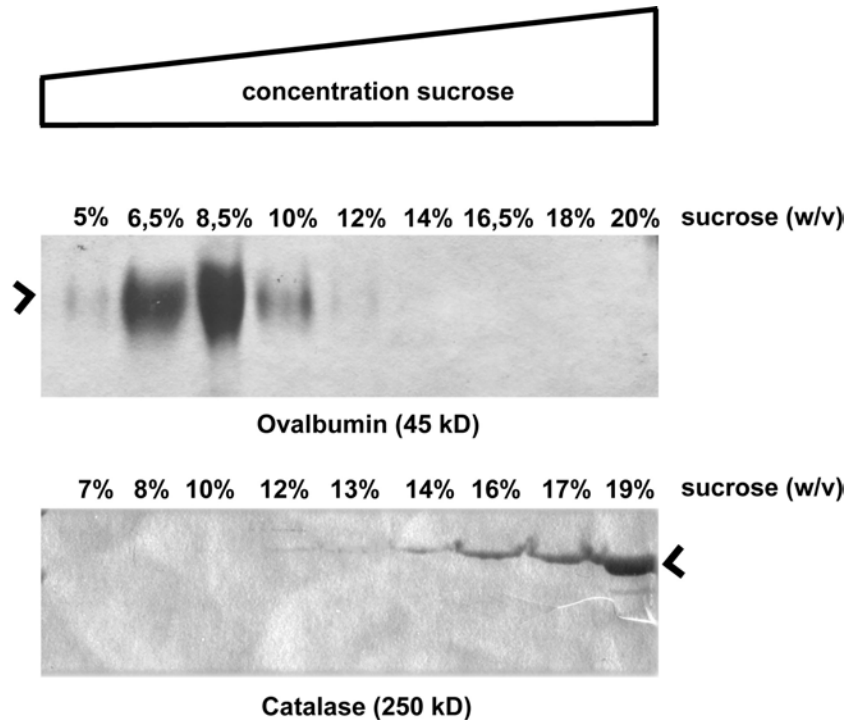 concentration sucrose
5% 6,5% 8,5% 10% 12% 14% 16,5% 18% 20% sucrose (w/v)
Ovalbumin (45 kD)
7% 8% 10% 12% 13% 14% 16% 17% 19% sucrose (w/v)
Catalase (250 kD)